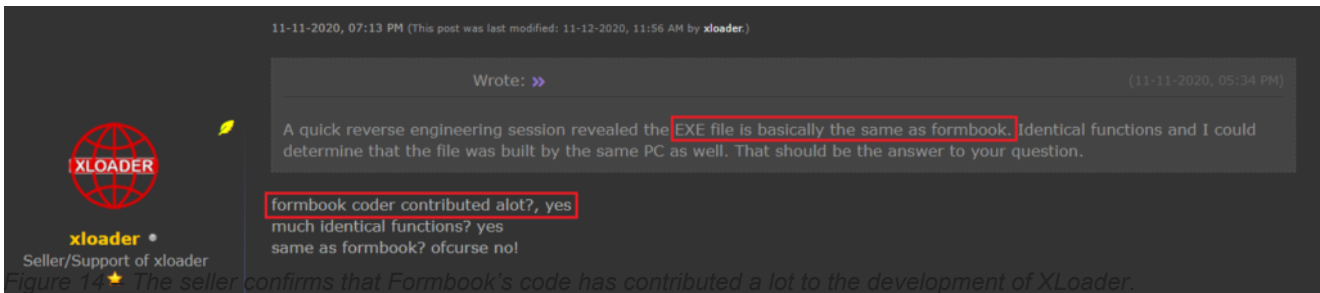 11-11-2020, 07:13 PM (This post was last modified: 11-12-2020, 11:56 AM by xloader.)
Wrote: »
(11-11-2020, 05:34 PM)
A quick reverse engineering session revealed the EXE file is basically the same as formbook. Identical functions and I could
determine that the file was built by the same PC as well. That should be the answer to your question.
XLOADER
xloader
Seller/Support of xloader
formbook coder contributed alot?, yes
much identical functions? yes
same as formbook? ofcurse no!
Figure 14 – The seller confirms that Formbook's code has contributed a lot to the development of XLoader.